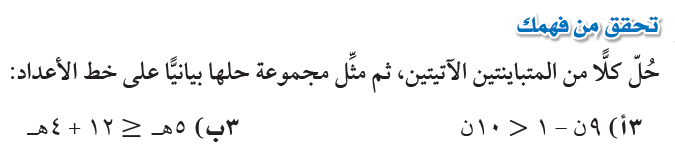 تحقق من فهمك
حُلّ كلًّا من المتباينتين الآتيتين، ثم مثِّل مجموعة حلها بيانيًّا على خط الأعداد:
٣أ) ٩ن – ١ < ١٠ن ٣ب) ٥هـ ≥ ١٢ + ٤هـ